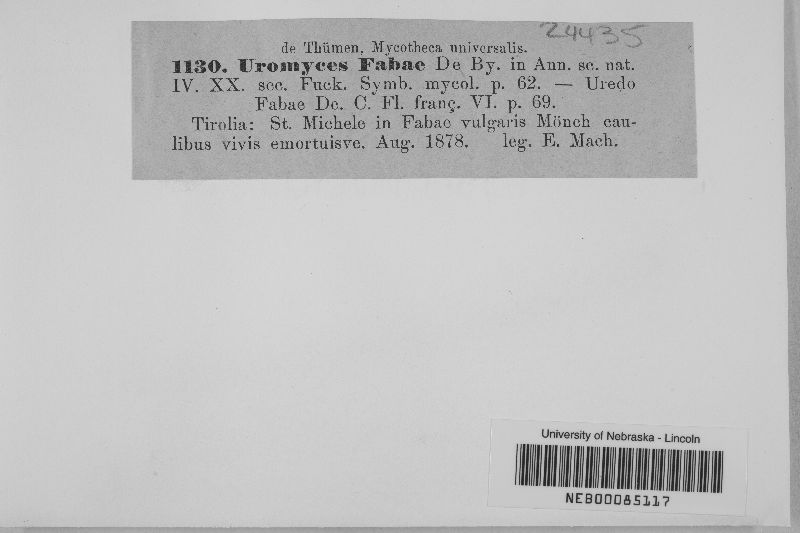 24435
de Thümen, Mycotheca universalis.
1130. Uromyces Fabae De By. in Ann. sc. nat.
IV. XX. sec. Fuck. Symb. mycol. p. 62. — Uredo
Fabae De. C. Fl. franç. VI. p. 69.
Tirolia: St. Michele in Fabae vulgaris Mönch cau-
libus vivis emortuisve. Aug. 1878. leg. E. Mach.
University of Nebraska - Lincoln
NEB00085117